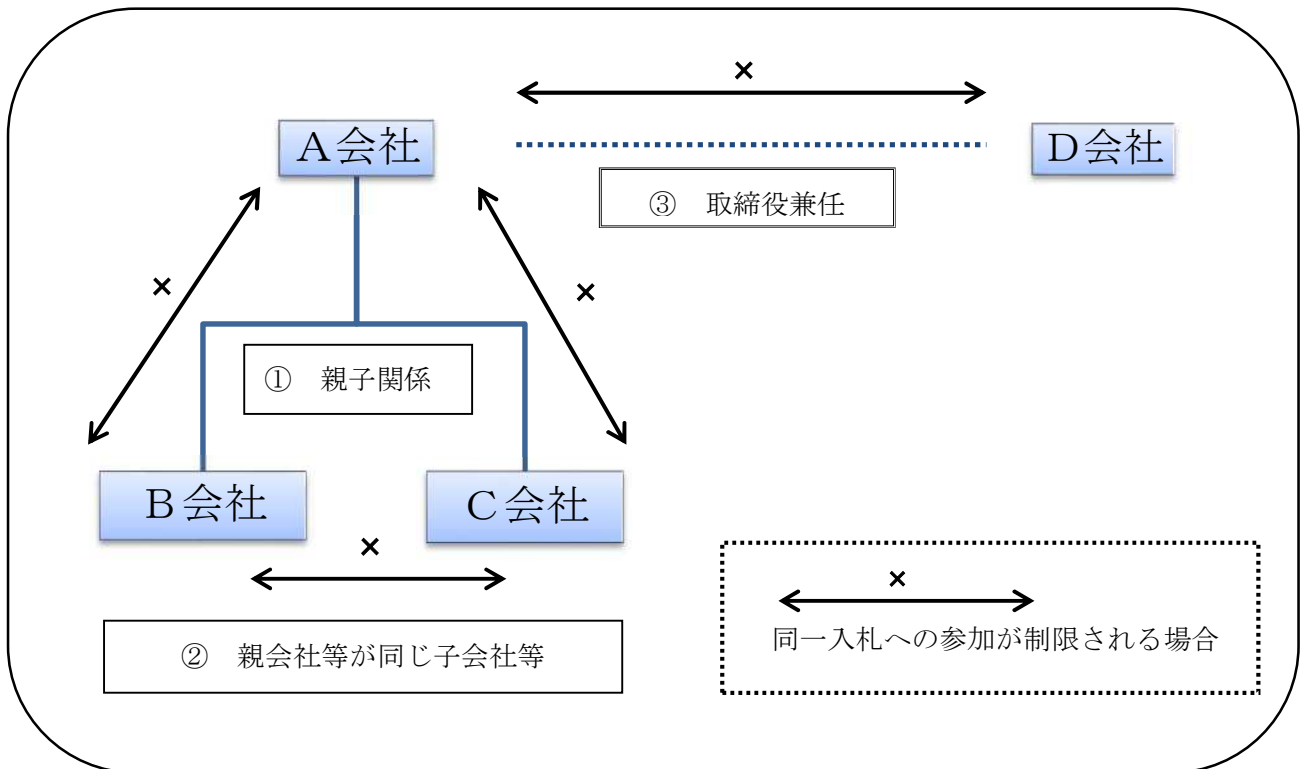 ×
Ａ会社
Ｄ会社
③　取締役兼任
×
×
①　親子関係
Ｂ会社
Ｃ会社
×
②　親会社等が同じ子会社等
×
同一入札への参加が制限される場合